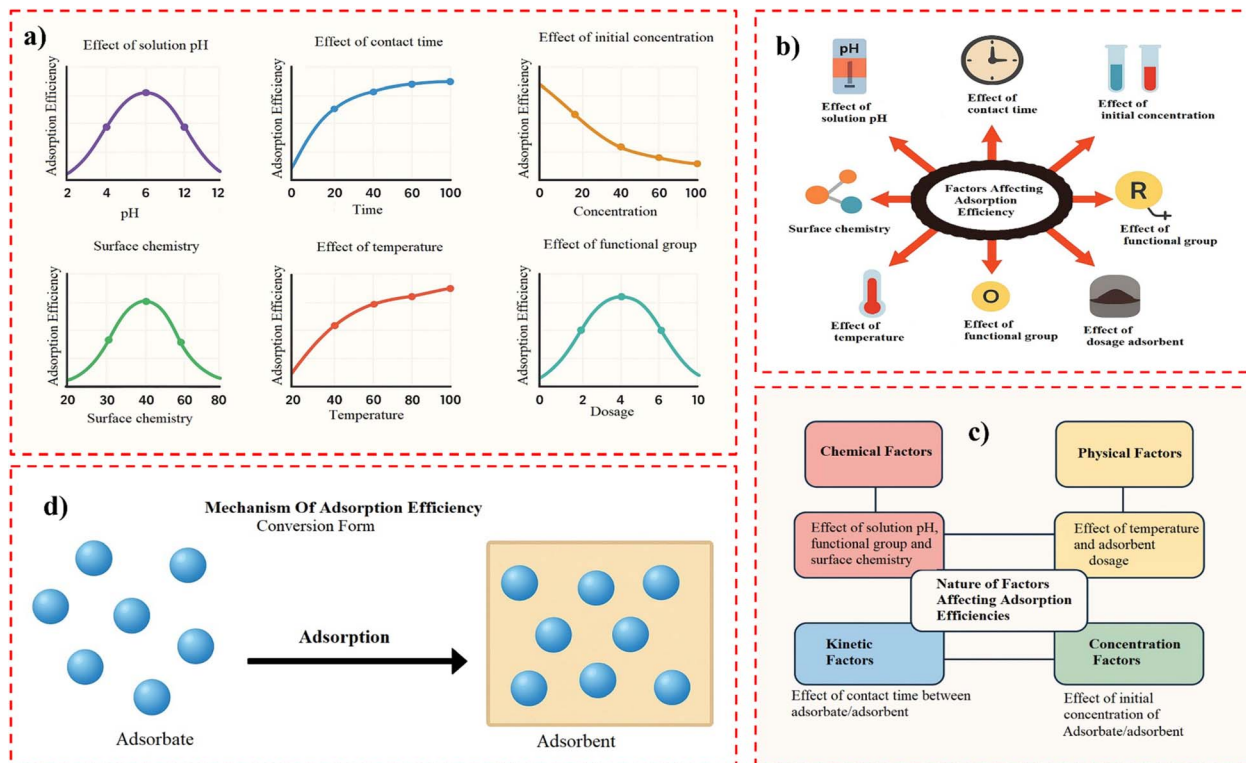 a)
Effect of solution pH
Adsorption Efficiency
2 4 6 12 12
pH
Effect of contact time
Adsorption Efficiency
0 20 40 60 100
Time
Effect of initial concentration
Adsorption Efficiency
0 20 40 60 100
Concentration
Surface chemistry
Adsorption Efficiency
20 30 40 60 80
Surface chemistry
Effect of temperature
Adsorption Efficiency
20 40 60 80 100
Temperature
Effect of functional group
Adsorption Efficiency
0 2 4 6 10
Dosage
b)
pH
Effect of
solution pH
Effect of
contact time
Effect of
initial concentration
Surface chemistry
Factors Affecting
Adsorption
Efficiency
R
Effect of
functional group
Effect of
temperature
O
Effect of
functional group
Effect of
dosage adsorbent
c)
Chemical Factors
Physical Factors
Effect of solution pH,
functional group and
surface chemistry
Effect of temperature
and adsorbent
dosage
Nature of Factors
Affecting Adsorption
Efficiencies
Kinetic
Factors
Concentration
Factors
Effect of contact time between
adsorbate/adsorbent
Effect of initial
concentration of
Adsorbate/adsorbent
d)
Mechanism Of Adsorption Efficiency
Conversion Form
Adsorption
Adsorbate
Adsorbent